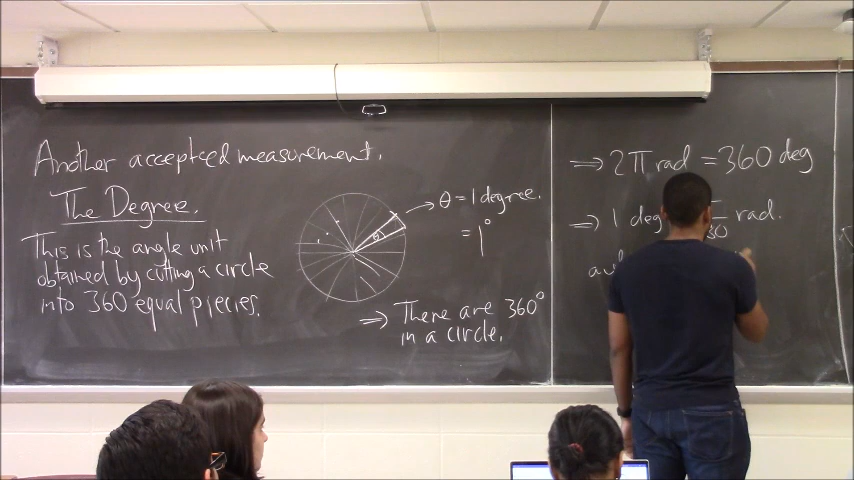 Another accepted measurement.
The Degree.
This is the angle unit
obtained by cutting a circle
into 360 equal pieces.
θ
→ θ = 1 degree.
= 1°
⇒ There are 360°
in a circle.
⇒ 2π rad = 360 deg
⇒ 1 deg rad.